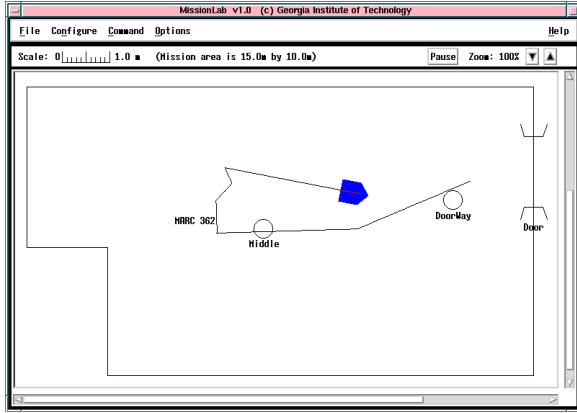 MissionLab v1.0 (c) Georgia Institute of Technology
File Configure Command Options Help
Scale: 0 1.0 m (Mission area is 15.0m by 10.0m) Pause Zoom: 100%
MARC 362
Middle
DoorWay
Door